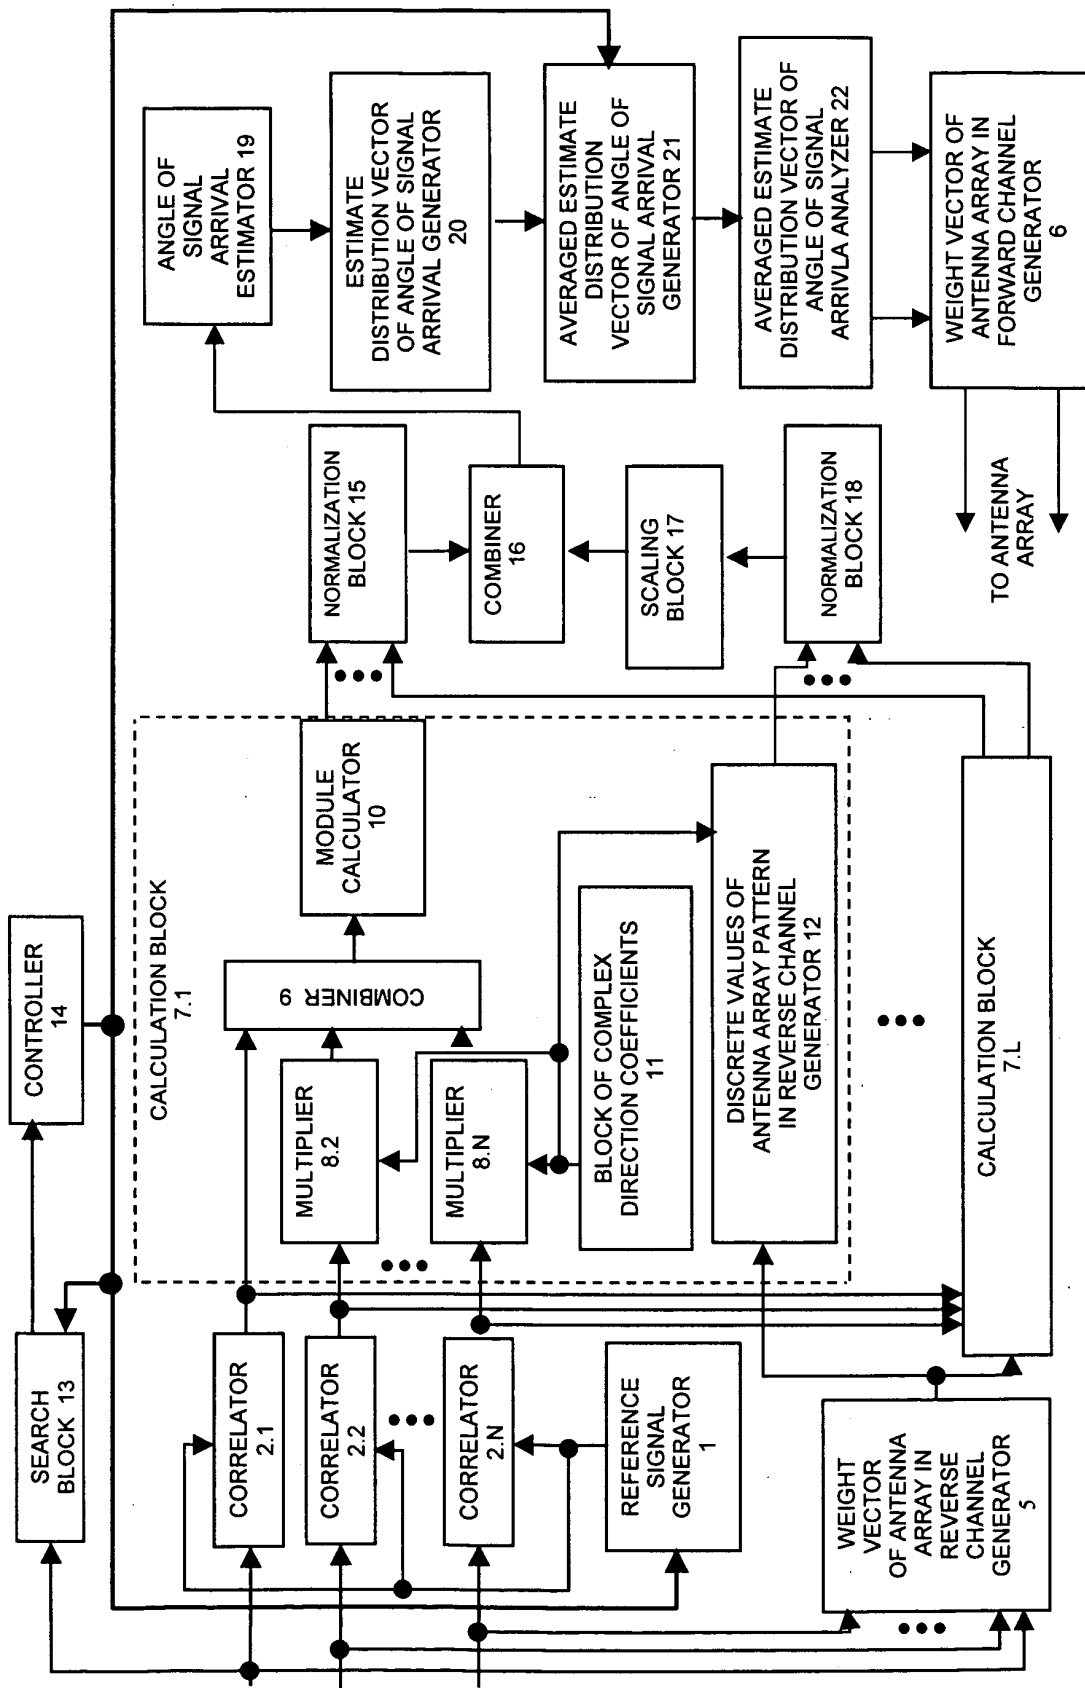 SEARCH
BLOCK 13
CONTROLLER
14
CALCULATION BLOCK
7.1
CORRELATOR
2.1
CORRELATOR
2.2
CORRELATOR
2.N
REFERENCE
SIGNAL
GENERATOR
1
WEIGHT
VECTOR
OF ANTENNA
ARRAY IN
REVERSE
CHANNEL
GENERATOR
5
MULTIPLIER
8.2
MULTIPLIER
8.N
COMBINER 9
MODULE
CALCULATOR
10
BLOCK OF COMPLEX
DIRECTION COEFFICIENTS
11
DISCRETE VALUES OF
ANTENNA ARRAY PATTERN
IN REVERSE CHANNEL
GENERATOR 12
CALCULATION BLOCK
7.L
NORMALIZATION
BLOCK 15
COMBINER
16
SCALING
BLOCK 17
NORMALIZATION
BLOCK 18
ANGLE OF
SIGNAL
ARRIVAL
ESTIMATOR 19
ESTIMATE
DISTRIBUTION VECTOR
OF ANGLE OF SIGNAL
ARRIVAL GENERATOR
20
AVERAGED ESTIMATE
DISTRIBUTION
VECTOR OF ANGLE OF
SIGNAL ARRIVAL
GENERATOR 21
AVERAGED ESTIMATE
DISTRIBUTION VECTOR OF
ANGLE OF SIGNAL
ARRIVLA ANALYZER 22
WEIGHT VECTOR OF
ANTENNA ARRAY IN
FORWARD CHANNEL
GENERATOR
6
TO ANTENNA
ARRAY